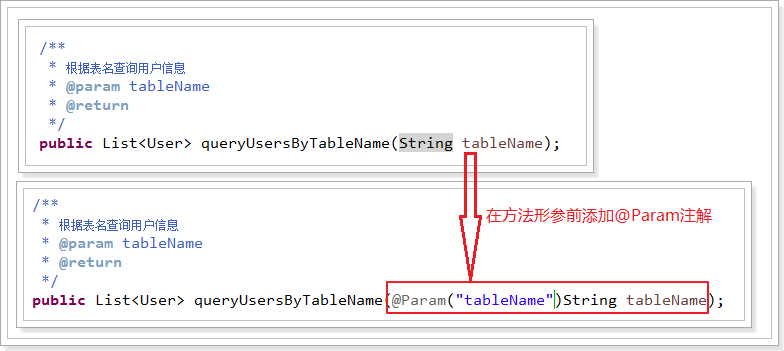 /**
 * 根据表名查询用户信息
 * @param tableName
 * @return
 */
public List<User> queryUsersByTableName(String tableName);
在方法形参前添加@Param注解
/**
 * 根据表名查询用户信息
 * @param tableName
 * @return
 */
public List<User> queryUsersByTableName(@Param("tableName")String tableName);